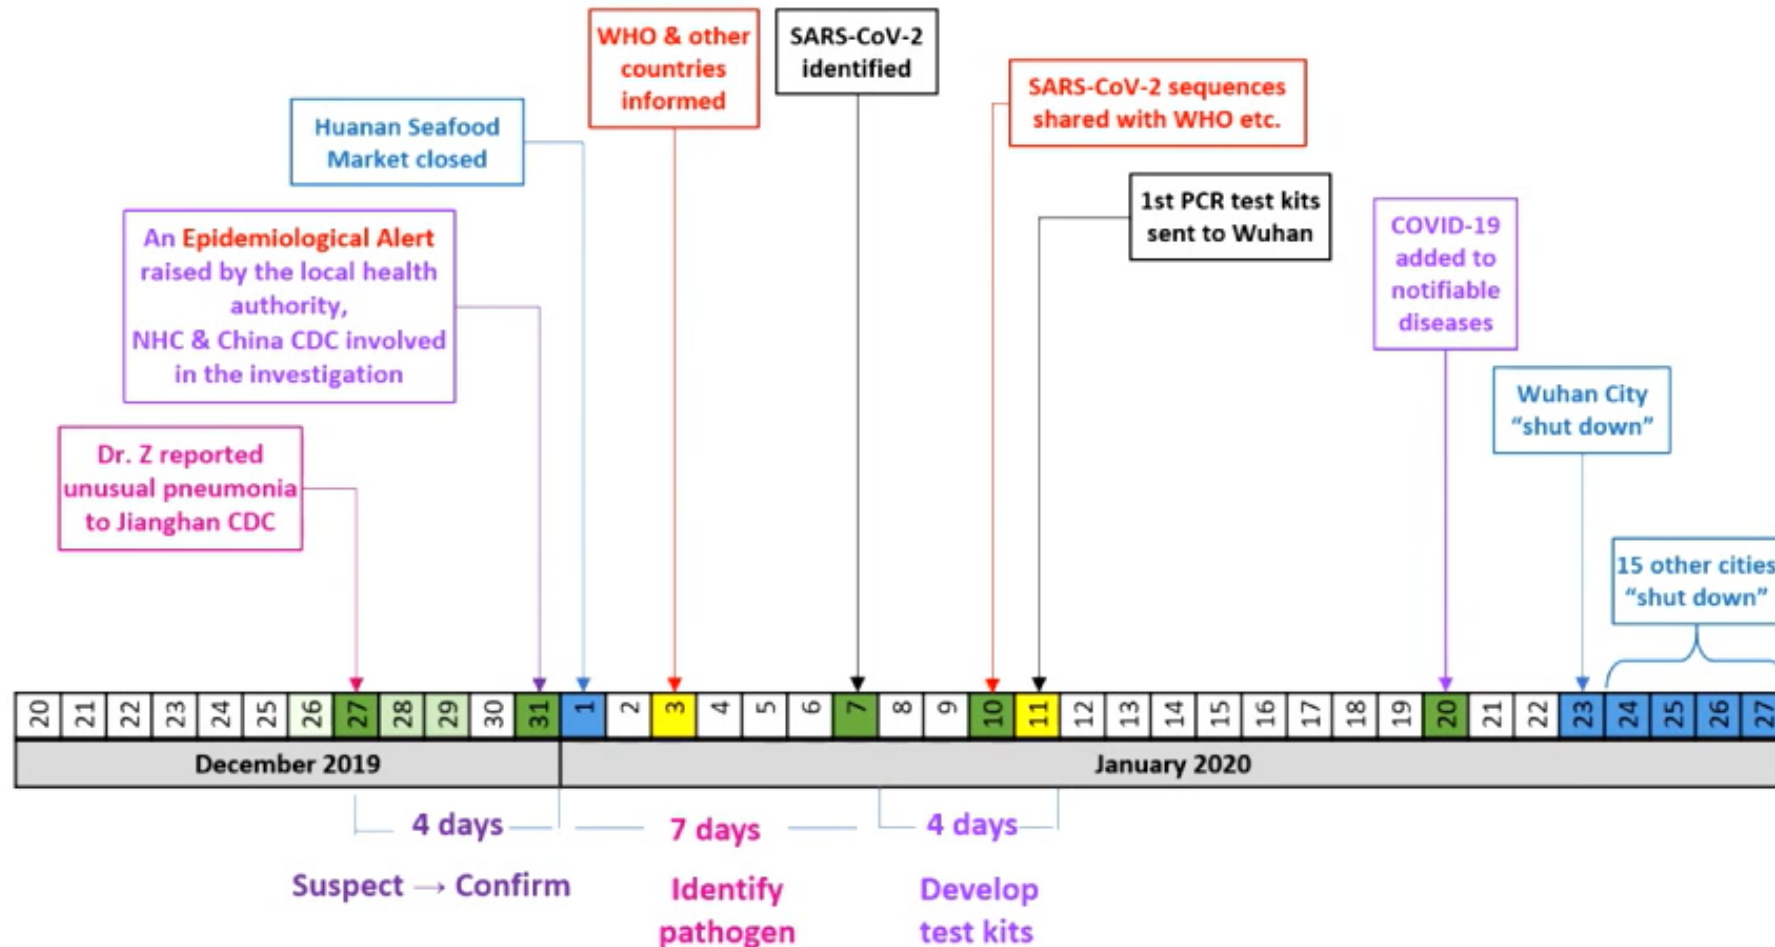 WHO & other
countries
informed
SARS-CoV-2
identified
SARS-CoV-2 sequences
shared with WHO etc.
Huanan Seafood
Market closed
1st PCR test kits
sent to Wuhan
An Epidemiological Alert
raised by the local health
authority,
NHC & China CDC involved
in the investigation
COVID-19
added to
notifiable
diseases
Wuhan City
“shut down”
Dr. Z reported
unusual pneumonia
to Jianghan CDC
15 other cities
“shut down”
20 21 22 23 24 25 26 27 28 29 30 31 1 2 3 4 5 6 7 8 9 10 11 12 13 14 15 16 17 18 19 20 21 22 23 24 25 26 27
December 2019 January 2020
4 days 7 days 4 days
Suspect → Confirm
Identify
pathogen
Develop
test kits